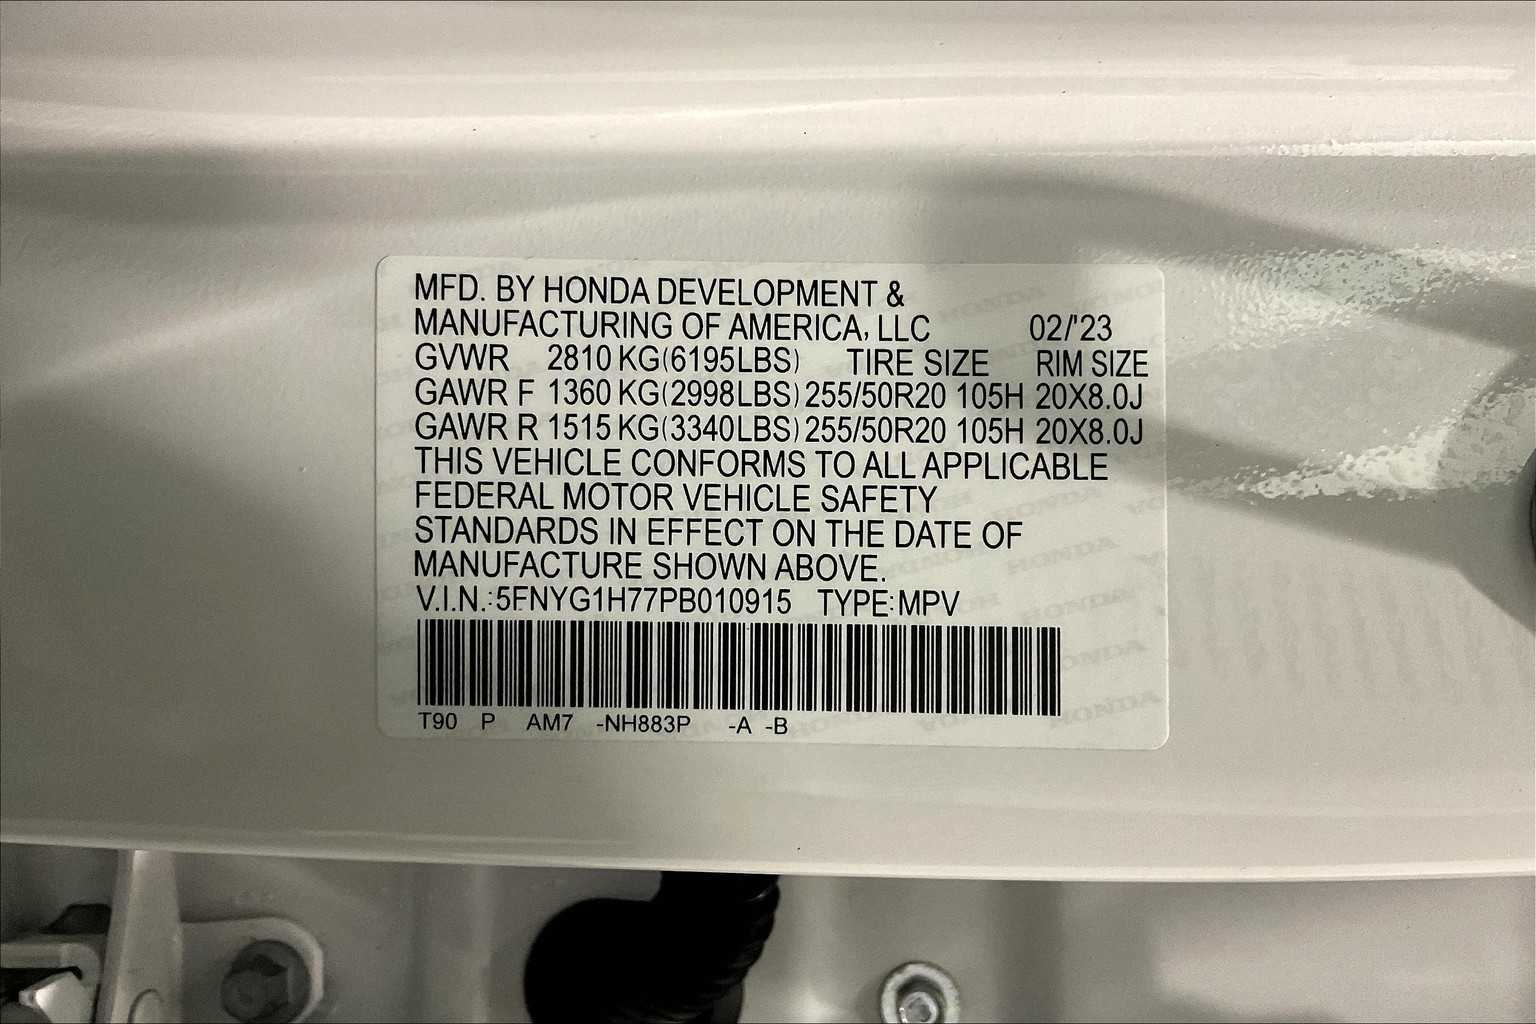 MFD. BY HONDA DEVELOPMENT &
MANUFACTURING OF AMERICA, LLC 02/'23
GVWR 2810 KG(6195LBS) TIRE SIZE RIM SIZE
GAWR F 1360 KG(2998LBS) 255/50R20 105H 20X8.0J
GAWR R 1515 KG(3340LBS) 255/50R20 105H 20X8.0J
THIS VEHICLE CONFORMS TO ALL APPLICABLE
FEDERAL MOTOR VEHICLE SAFETY
STANDARDS IN EFFECT ON THE DATE OF
MANUFACTURE SHOWN ABOVE.
V.I.N.:5FNYG1H77PB010915 TYPE:MPV
T90 P AM7 -NH883P -A -B